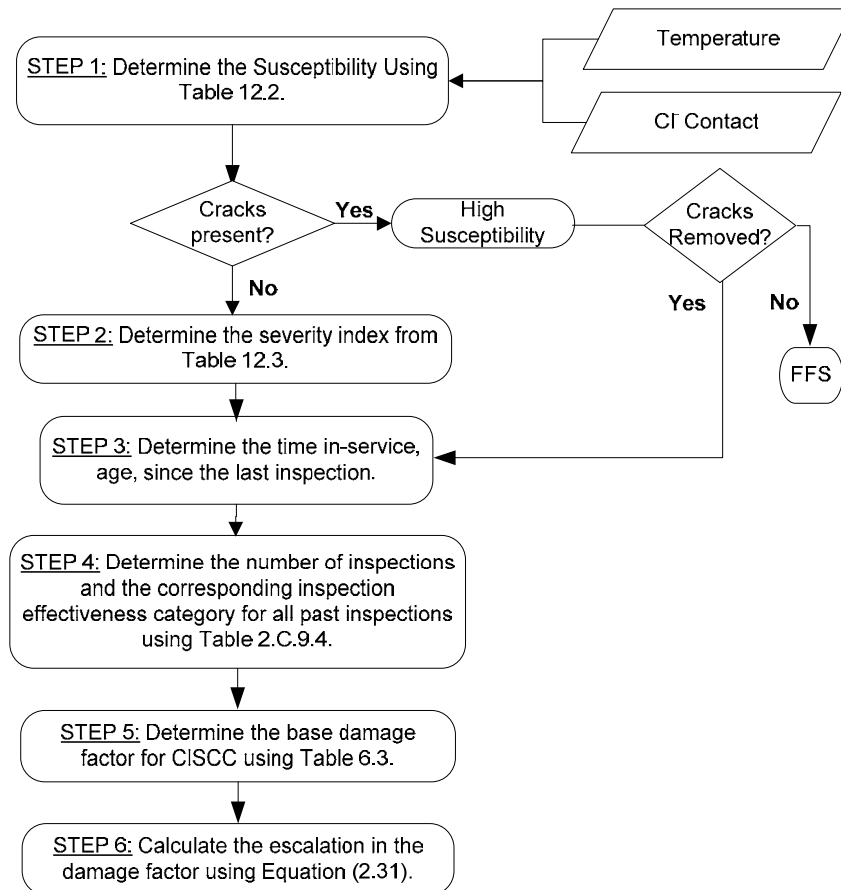 STEP 1: Determine the Susceptibility Using
Table 12.2.
Temperature
Cl⁻ Contact
Cracks
present?
Yes
High
Susceptibility
Cracks
Removed?
No
Yes
No
STEP 2: Determine the severity index from
Table 12.3.
FFS
STEP 3: Determine the time in-service,
age, since the last inspection.
STEP 4: Determine the number of inspections
and the corresponding inspection
effectiveness category for all past inspections
using Table 2.C.9.4.
STEP 5: Determine the base damage
factor for ClSCC using Table 6.3.
STEP 6: Calculate the escalation in the
damage factor using Equation (2.31).